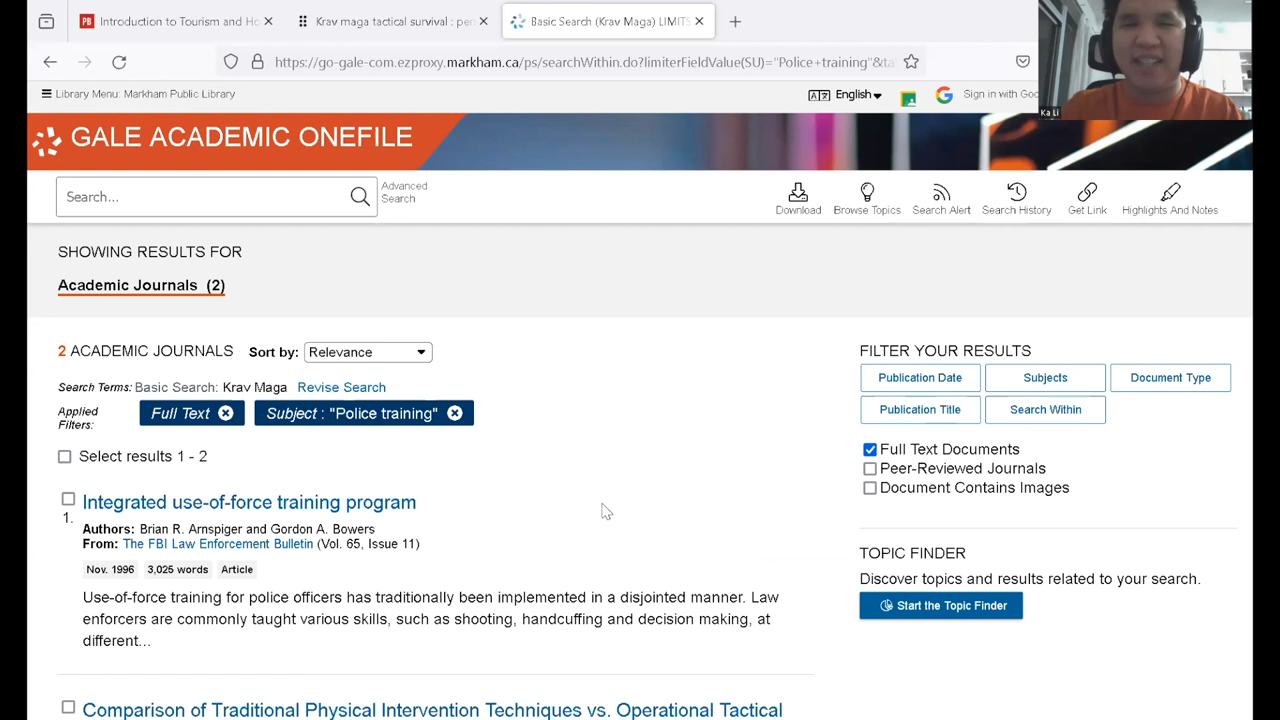 Introduction to Tourism and Ho
Krav maga tactical survival : per
Basic Search (Krav Maga) LIMITS
https://go-gale-com.ezproxy.markham.ca/ps/searchWithin.do?limiterFieldValue(SU)="Police+training"&ta
Library Menu: Markham Public Library
English
Sign in with Goo
Ka Li
GALE ACADEMIC ONEFILE
Search...
Advanced
Search
Download
Browse Topics
Search Alert
Search History
Get Link
Highlights And Notes
SHOWING RESULTS FOR
Academic Journals (2)
2 ACADEMIC JOURNALS
Sort by:
Relevance
Search Terms: Basic Search: Krav Maga Revise Search
Applied
Filters:
Full Text
Subject : "Police training"
Select results 1 - 2
1.
Integrated use-of-force training program
Authors: Brian R. Arnspiger and Gordon A. Bowers
From: The FBI Law Enforcement Bulletin (Vol. 65, Issue 11)
Nov. 1996
3,025 words
Article
Use-of-force training for police officers has traditionally been implemented in a disjointed manner. Law
enforcers are commonly taught various skills, such as shooting, handcuffing and decision making, at
different...
Comparison of Traditional Physical Intervention Techniques vs. Operational Tactical
FILTER YOUR RESULTS
Publication Date
Subjects
Document Type
Publication Title
Search Within
Full Text Documents
Peer-Reviewed Journals
Document Contains Images
TOPIC FINDER
Discover topics and results related to your search.
Start the Topic Finder